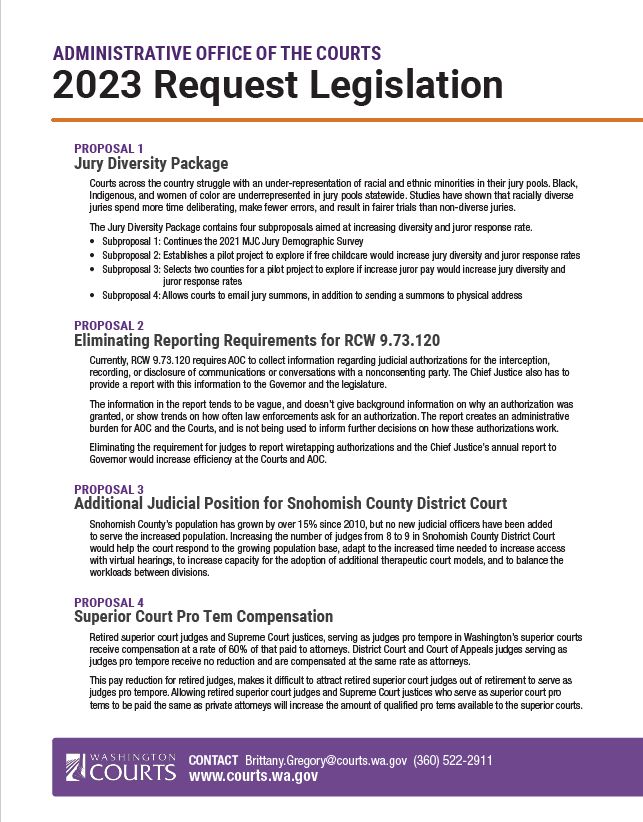 ADMINISTRATIVE OFFICE OF THE COURTS
2023 Request Legislation
PROPOSAL 1
Jury Diversity Package
Courts across the country struggle with an under-representation of racial and ethnic minorities in their jury pools. Black,
Indigenous, and women of color are underrepresented in jury pools statewide. Studies have shown that racially diverse
juries spend more time deliberating, make fewer errors, and result in fairer trials than non-diverse juries.
The Jury Diversity Package contains four subproposals aimed at increasing diversity and juror response rate.
• Subproposal 1: Continues the 2021 MJC Jury Demographic Survey
• Subproposal 2: Establishes a pilot project to explore if free childcare would increase jury diversity and juror response rates
• Subproposal 3: Selects two counties for a pilot project to explore if increase juror pay would increase jury diversity and
juror response rates
• Subproposal 4: Allows courts to email jury summons, in addition to sending a summons to physical address
PROPOSAL 2
Eliminating Reporting Requirements for RCW 9.73.120
Currently, RCW 9.73.120 requires AOC to collect information regarding judicial authorizations for the interception,
recording, or disclosure of communications or conversations with a nonconsenting party. The Chief Justice also has to
provide a report with this information to the Governor and the legislature.
The information in the report tends to be vague, and doesn't give background information on why an authorization was
granted, or show trends on how often law enforcements ask for an authorization. The report creates an administrative
burden for AOC and the Courts, and is not being used to inform further decisions on how these authorizations work.
Eliminating the requirement for judges to report wiretapping authorizations and the Chief Justice's annual report to
Governor would increase efficiency at the Courts and AOC.
PROPOSAL 3
Additional Judicial Position for Snohomish County District Court
Snohomish County's population has grown by over 15% since 2010, but no new judicial officers have been added
to serve the increased population. Increasing the number of judges from 8 to 9 in Snohomish County District Court
would help the court respond to the growing population base, adapt to the increased time needed to increase access
with virtual hearings, to increase capacity for the adoption of additional therapeutic court models, and to balance the
workloads between divisions.
PROPOSAL 4
Superior Court Pro Tem Compensation
Retired superior court judges and Supreme Court justices, serving as judges pro tempore in Washington's superior courts
receive compensation at a rate of 60% of that paid to attorneys. District Court and Court of Appeals judges serving as
judges pro tempore receive no reduction and are compensated at the same rate as attorneys.
This pay reduction for retired judges, makes it difficult to attract retired superior court judges out of retirement to serve as
judges pro tempore. Allowing retired superior court judges and Supreme Court justices who serve as superior court pro
tems to be paid the same as private attorneys will increase the amount of qualified pro tems available to the superior courts.
WASHINGTON
COURTS
CONTACT Brittany.Gregory@courts.wa.gov (360) 522-2911
www.courts.wa.gov